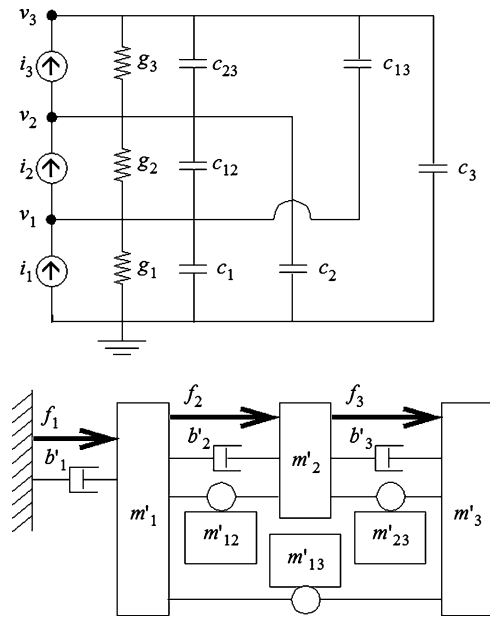 v3
i3 g3 c23 c13
v2
i2 g2 c12 c3
v1
i1 g1 c1 c2
f1 f2 f3
b'1 b'2 b'3
m'1 m'2 m'3
m'12 m'23
m'13